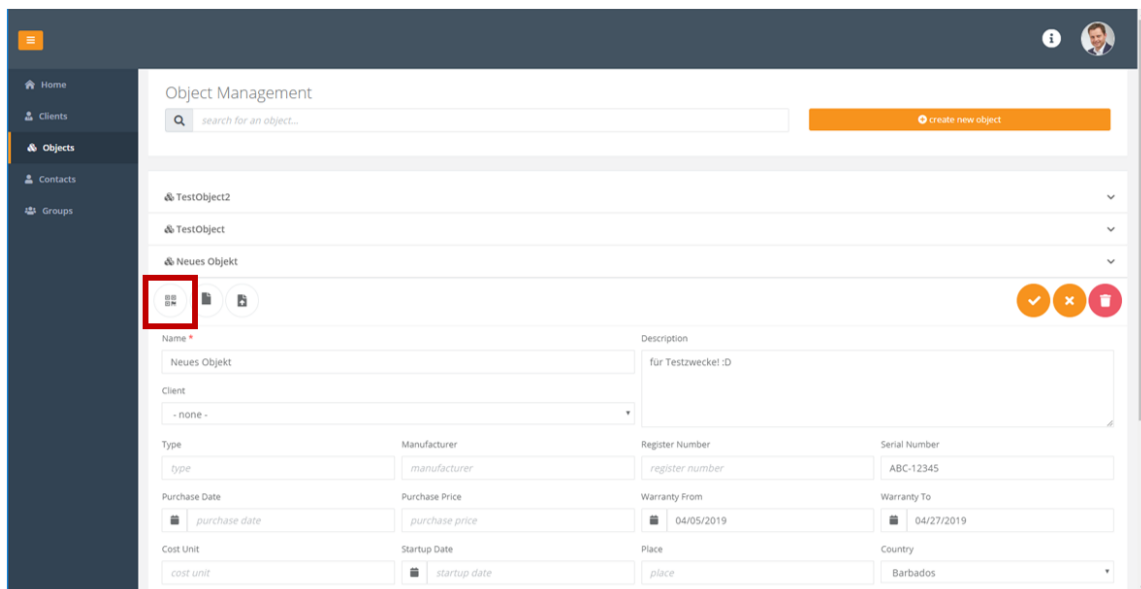 Home
Clients
Objects
Contacts
Groups
Object Management
search for an object...
create new object
TestObject2
TestObject
Neues Objekt
Name *
Description
Neues Objekt
für Testzwecke! :D
Client
- none -
Type
Manufacturer
Register Number
Serial Number
type
manufacturer
register number
ABC-12345
Purchase Date
Purchase Price
Warranty From
Warranty To
purchase date
purchase price
04/05/2019
04/27/2019
Cost Unit
Startup Date
Place
Country
cost unit
startup date
place
Barbados